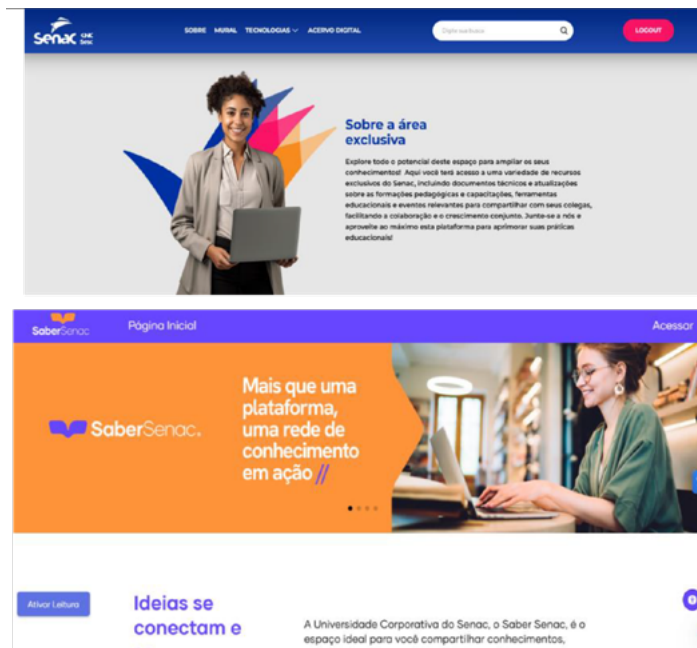 Senac CNC Sesc
SOBRE MURAL TECNOLOGIAS ACERVO DIGITAL
Digite sua busca
LOGOUT
Sobre a área
exclusiva
Explore todo o potencial deste espaço para ampliar os seus
conhecimentos! Aqui você terá acesso a uma variedade de recursos
exclusivos do Senac, incluindo documentos técnicos e atualizações
sobre as formações pedagógicas e capacitações, ferramentas
educacionais e eventos relevantes para compartilhar com seus colegas,
facilitando a colaboração e o crescimento conjunto. Junte-se a nós e
aproveite ao máximo esta plataforma para aprimorar suas práticas
educacionais!
SaberSenac
Página Inicial
Acessar
SaberSenac.
Mais que uma
plataforma,
uma rede de
conhecimento
em ação //
Ativar Leitura
Ideias se
conectam e
A Universidade Corporativa do Senac, o Saber Senac, é o
espaço ideal para você compartilhar conhecimentos,